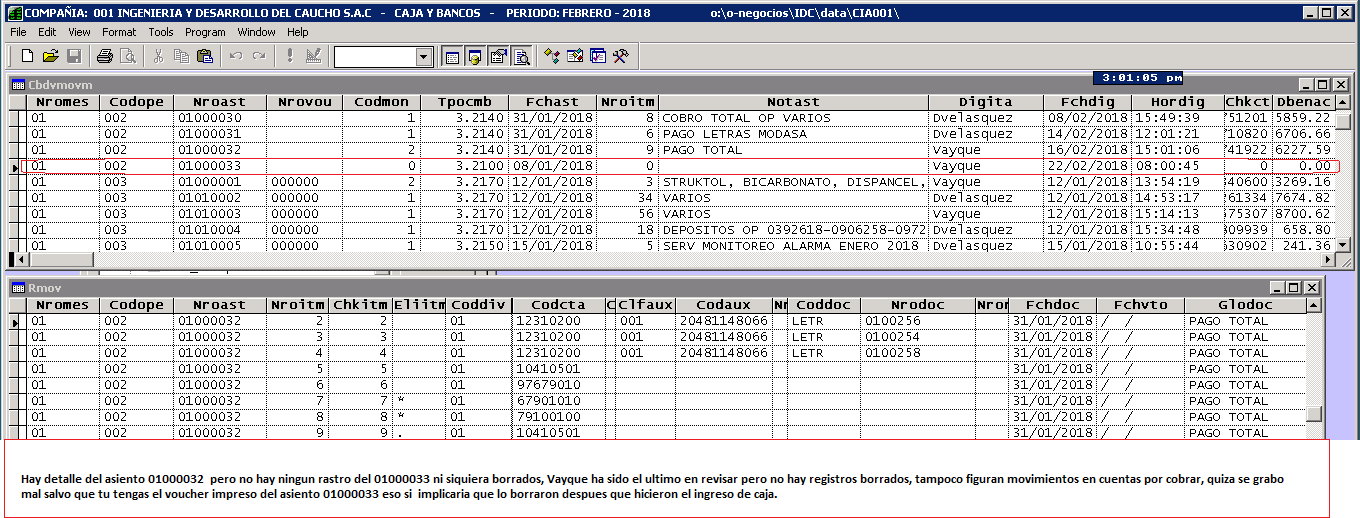 COMPAÑIA: 001 INGENIERIA Y DESARROLLO DEL CAUCHO S.A.C - CAJA Y BANCOS - PERIODO: FEBRERO - 2018 o:\o-negocios\IDC\data\CIA001\
File Edit View Format Tools Program Window Help
3:01:05 pm
Cbdvmovm
Nromes Codope Nroast Nrovou Codmon Tpocmb Fchast Nroitm Notast Digita Fchdig Hordig Chkct Dbenac
01 002 01000030 1 3.2140 31/01/2018 8 COBRO TOTAL OP VARIOS Dvelasquez 08/02/2018 15:49:39 751201 5859.22
01 002 01000031 1 3.2140 31/01/2018 6 PAGO LETRAS MODASA Dvelasquez 14/02/2018 12:01:21 710820 6706.66
01 002 01000032 2 3.2140 31/01/2018 9 PAGO TOTAL Vayque 16/02/2018 15:01:06 741922 6227.59
01 002 01000033 0 3.2100 08/01/2018 0 Vayque 22/02/2018 08:00:45 0 0.00
01 003 01000001 000000 2 3.2170 12/01/2018 3 STRUKTOL, BICARBONATO, DISPANCEL, Vayque 12/01/2018 13:54:19 340600 3269.16
01 003 01010002 000000 1 3.2170 12/01/2018 34 VARIOS Dvelasquez 12/01/2018 14:53:17 761334 7674.82
01 003 01010003 000000 1 3.2170 12/01/2018 56 VARIOS Vayque 12/01/2018 15:14:13 675307 8700.62
01 003 01010004 000000 1 3.2170 12/01/2018 18 DEPOSITOS OP 0392618-0906258-0972 Dvelasquez 12/01/2018 15:34:48 309939 658.80
01 003 01010005 000000 1 3.2150 15/01/2018 5 SERV MONITOREO ALARMA ENERO 2018 Dvelasquez 15/01/2018 10:55:44 630902 241.36
Rmov
Nromes Codope Nroast Nroitm Chkitm Eliitm Coddiv Codcta C Clfaux Codaux Nr Coddoc Nrodoc Nror Fchdoc Fchvto Glodoc
01 002 01000032 2 2 01 12310200 001 20481148066 LETR 0100256 31/01/2018 / / PAGO TOTAL
01 002 01000032 3 3 01 12310200 001 20481148066 LETR 0100254 31/01/2018 / / PAGO TOTAL
01 002 01000032 4 4 01 12310200 001 20481148066 LETR 0100258 31/01/2018 / / PAGO TOTAL
01 002 01000032 5 5 01 10410501 31/01/2018 / / PAGO TOTAL
01 002 01000032 6 6 01 97679010 31/01/2018 / / PAGO TOTAL
01 002 01000032 7 7 * 01 67901010 31/01/2018 / / PAGO TOTAL
01 002 01000032 8 8 * 01 79100100 31/01/2018 / / PAGO TOTAL
01 002 01000032 9 9 . 01 10410501 31/01/2018 / / PAGO TOTAL
Hay detalle del asiento 01000032 pero no hay ningun rastro del 01000033 ni siquiera borrados, Vayque ha sido el ultimo en revisar pero no hay registros borrados, tampoco figuran movimientos en cuentas por cobrar, quiza se grabo
mal salvo que tu tengas el voucher impreso del asiento 01000033 eso si implicaria que lo borraron despues que hicieron el ingreso de caja.